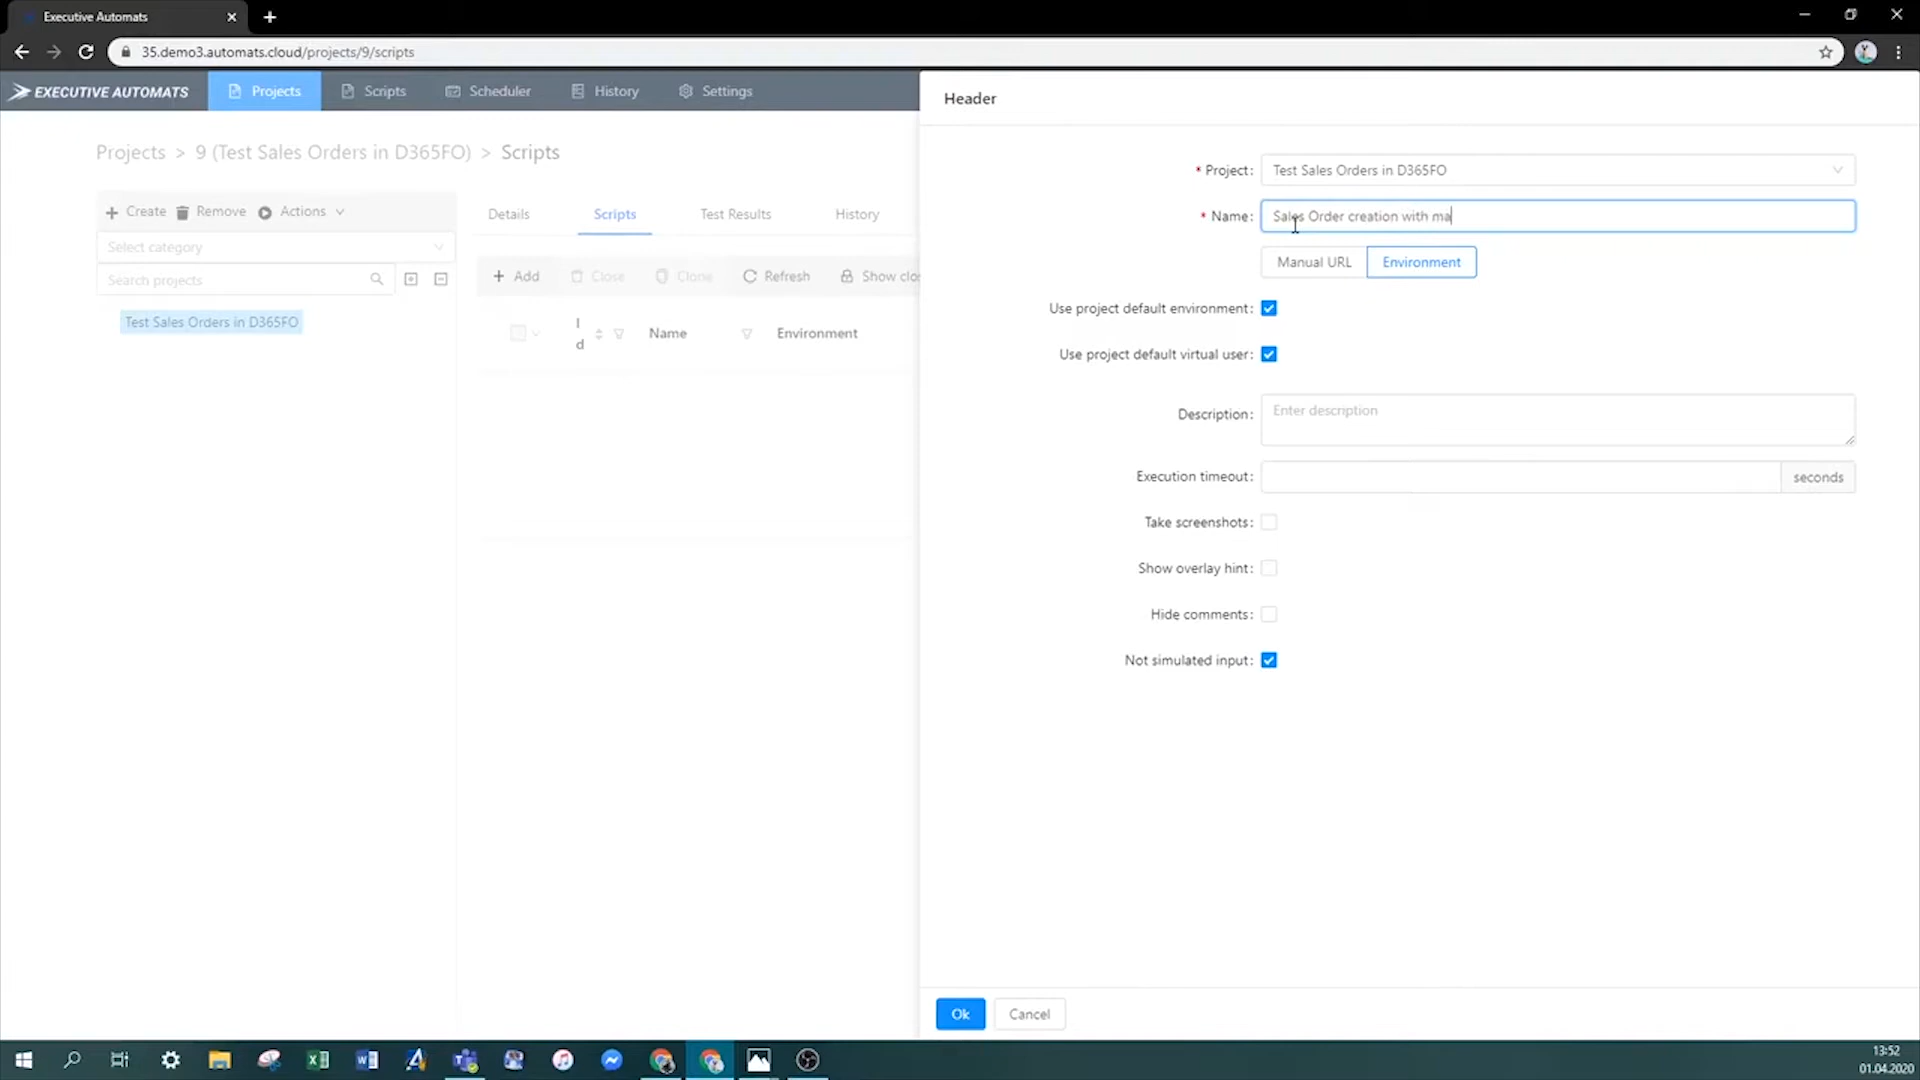 Executive Automats
35.demo3.automats.cloud/projects/9/scripts
EXECUTIVE AUTOMATS
Projects
Scripts
Scheduler
History
Settings
Projects > 9 (Test Sales Orders in D365FO) > Scripts
Create
Remove
Actions
Select category
Search projects
Test Sales Orders in D365FO
Details
Scripts
Test Results
History
Add
Close
Clone
Refresh
Show clos
Id
Name
Environment
Header
* Project: Test Sales Orders in D365FO
* Name: Sales Order creation with ma
Manual URL
Environment
Use project default environment:
Use project default virtual user:
Description: Enter description
Execution timeout: seconds
Take screenshots:
Show overlay hint:
Hide comments:
Not simulated input:
Ok
Cancel
13:52
01.04.2020